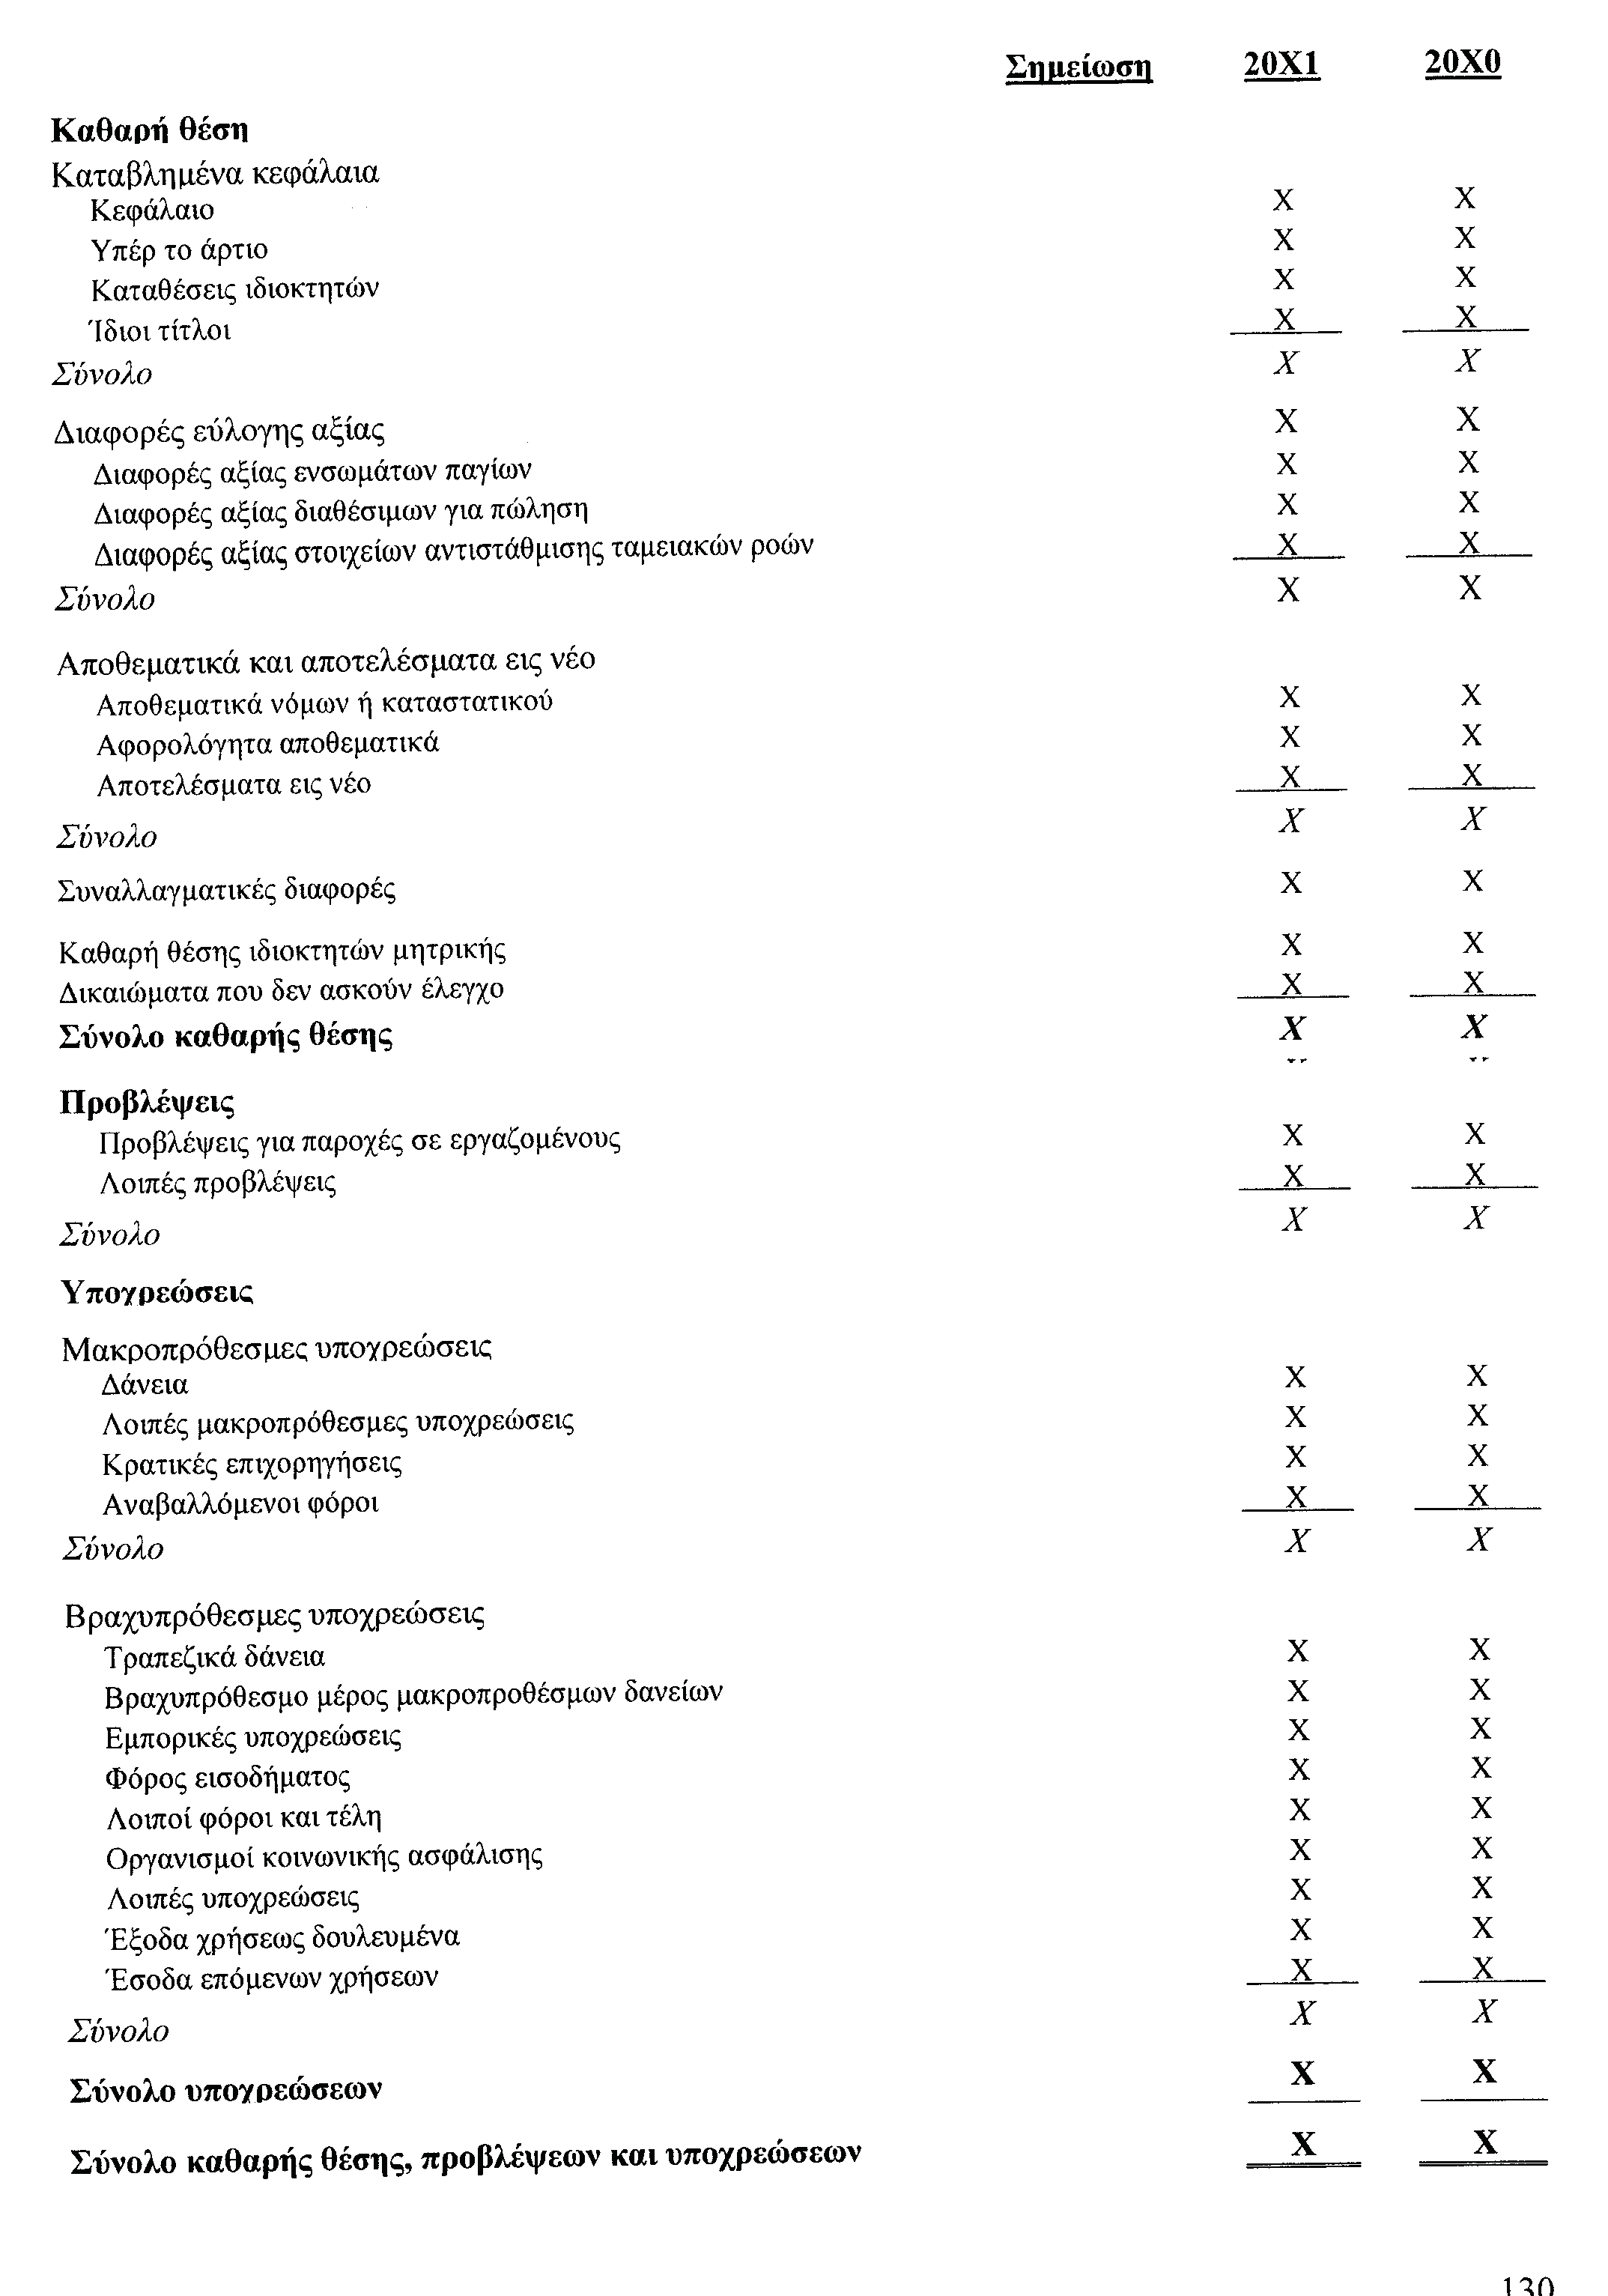 Σημείωση 20X1 20X0
Καθαρή θέση
Καταβλημένα κεφάλαια
Κεφάλαιο X X
Υπέρ το άρτιο X X
Καταθέσεις ιδιοκτητών X X
Ίδιοι τίτλοι X X
Σύνολο X X
Διαφορές εύλογης αξίας X X
Διαφορές αξίας ενσωμάτων παγίων X X
Διαφορές αξίας διαθέσιμων για πώληση X X
Διαφορές αξίας στοιχείων αντιστάθμισης ταμειακών ροών X X
Σύνολο X X
Αποθεματικά και αποτελέσματα εις νέο
Αποθεματικά νόμων ή καταστατικού X X
Αφορολόγητα αποθεματικά X X
Αποτελέσματα εις νέο X X
Σύνολο X X
Συναλλαγματικές διαφορές X X
Καθαρή θέσης ιδιοκτητών μητρικής X X
Δικαιώματα που δεν ασκούν έλεγχο X X
Σύνολο καθαρής θέσης X X
Προβλέψεις
Προβλέψεις για παροχές σε εργαζομένους X X
Λοιπές προβλέψεις X X
Σύνολο X X
Υποχρεώσεις
Μακροπρόθεσμες υποχρεώσεις
Δάνεια X X
Λοιπές μακροπρόθεσμες υποχρεώσεις X X
Κρατικές επιχορηγήσεις X X
Αναβαλλόμενοι φόροι X X
Σύνολο X X
Βραχυπρόθεσμες υποχρεώσεις
Τραπεζικά δάνεια X X
Βραχυπρόθεσμο μέρος μακροπροθέσμων δανείων X X
Εμπορικές υποχρεώσεις X X
Φόρος εισοδήματος X X
Λοιποί φόροι και τέλη X X
Οργανισμοί κοινωνικής ασφάλισης X X
Λοιπές υποχρεώσεις X X
Έξοδα χρήσεως δουλευμένα X X
Έσοδα επόμενων χρήσεων X X
Σύνολο X X
Σύνολο υποχρεώσεων X X
Σύνολο καθαρής θέσης, προβλέψεων και υποχρεώσεων X X
130